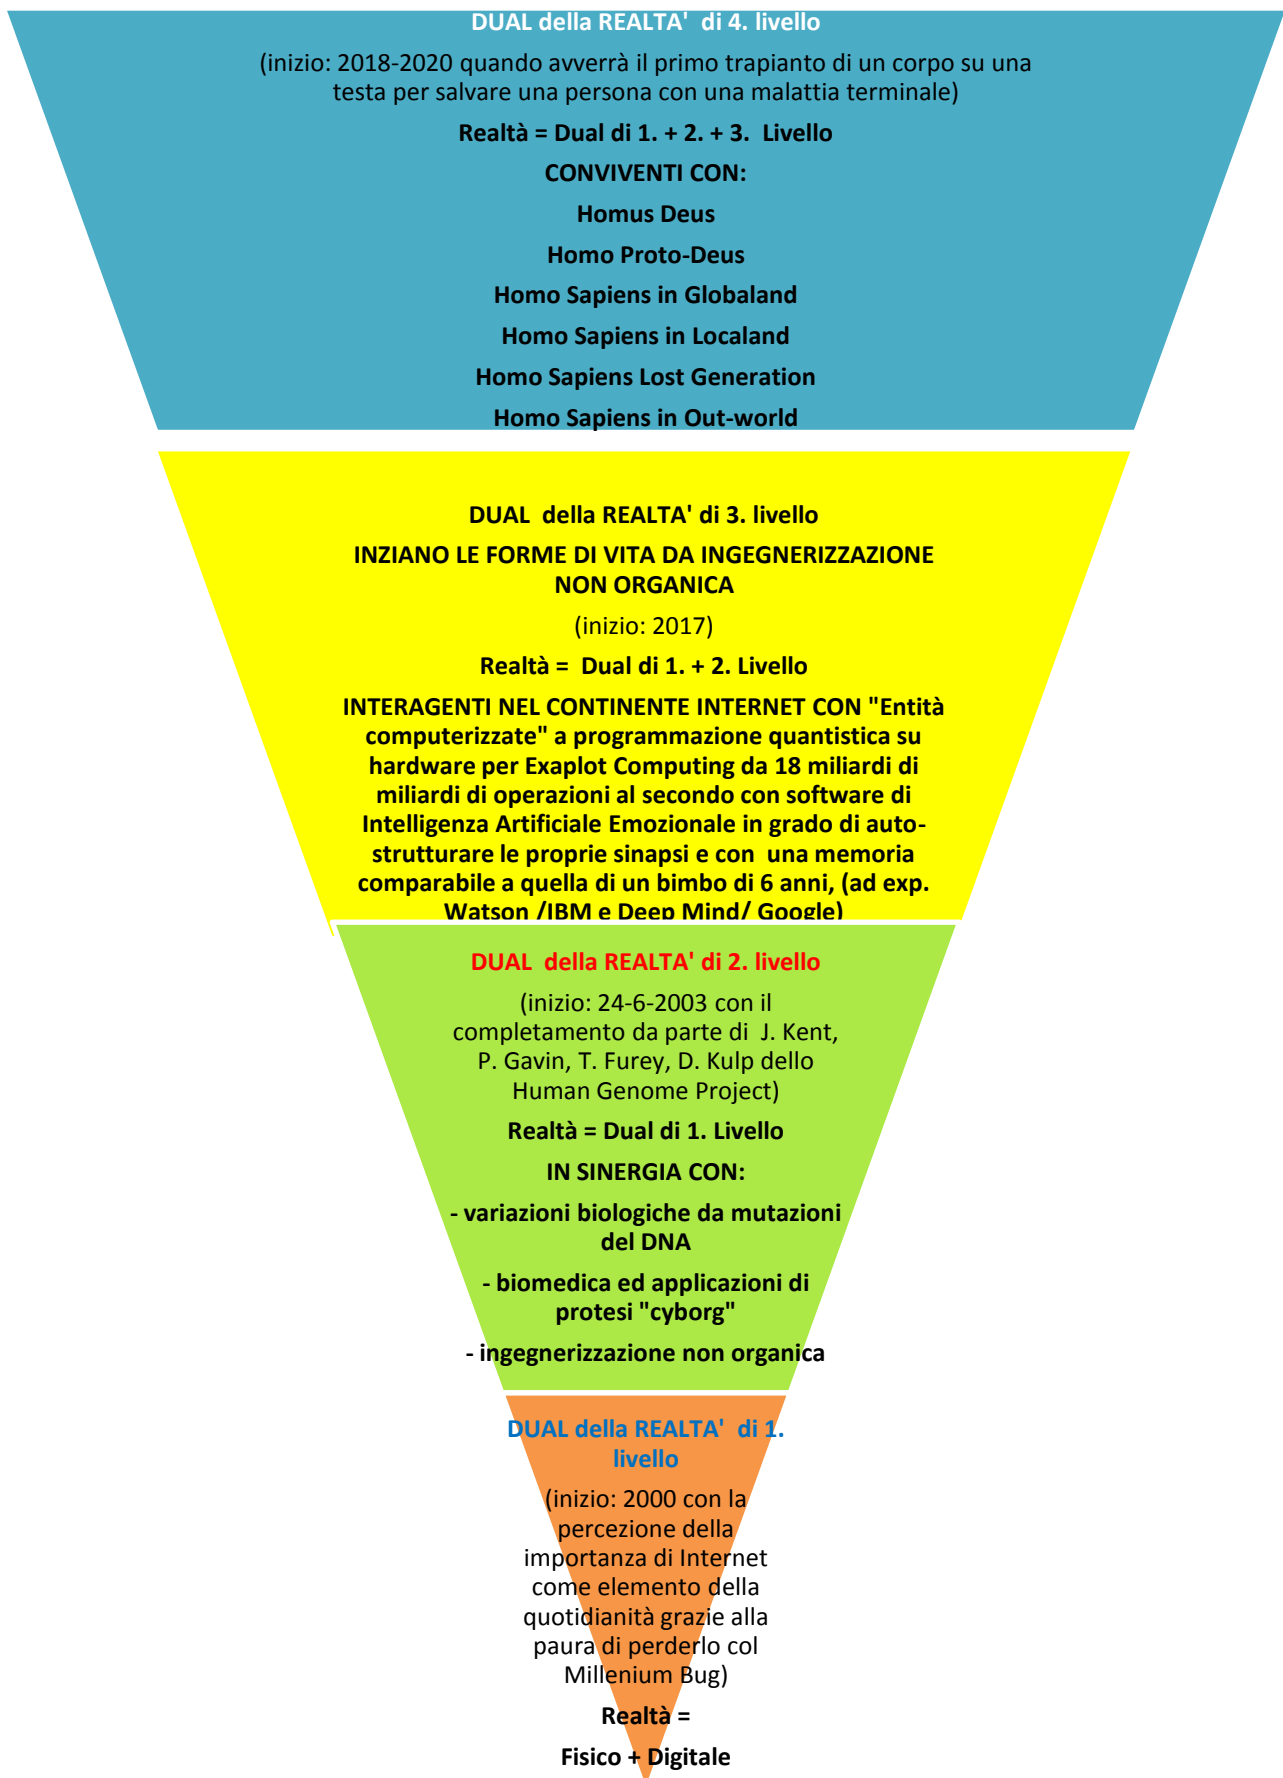 DUAL della REALTA' di 4. livello
(inizio: 2018-2020 quando avverrà il primo trapianto di un corpo su una
testa per salvare una persona con una malattia terminale)
Realtà = Dual di 1. + 2. + 3. Livello
CONVIVENTI CON:
Homus Deus
Homo Proto-Deus
Homo Sapiens in Globaland
Homo Sapiens in Localand
Homo Sapiens Lost Generation
Homo Sapiens in Out-world
DUAL della REALTA' di 3. livello
INZIANO LE FORME DI VITA DA INGEGNERIZZAZIONE
NON ORGANICA
(inizio: 2017)
Realtà = Dual di 1. + 2. Livello
INTERAGENTI NEL CONTINENTE INTERNET CON "Entità
computerizzate" a programmazione quantistica su
hardware per Exaplot Computing da 18 miliardi di
miliardi di operazioni al secondo con software di
Intelligenza Artificiale Emozionale in grado di auto-
strutturare le proprie sinapsi e con una memoria
comparabile a quella di un bimbo di 6 anni, (ad exp.
Watson /IBM e Deep Mind/ Google)
DUAL della REALTA' di 2. livello
(inizio: 24-6-2003 con il
completamento da parte di J. Kent,
P. Gavin, T. Furey, D. Kulp dello
Human Genome Project)
Realtà = Dual di 1. Livello
IN SINERGIA CON:
- variazioni biologiche da mutazioni
del DNA
- biomedica ed applicazioni di
protesi "cyborg"
- ingegnerizzazione non organica
DUAL della REALTA' di 1.
livello
(inizio: 2000 con la
percezione della
importanza di Internet
come elemento della
quotidianità grazie alla
paura di perderlo col
Millenium Bug)
Realtà =
Fisico + Digitale